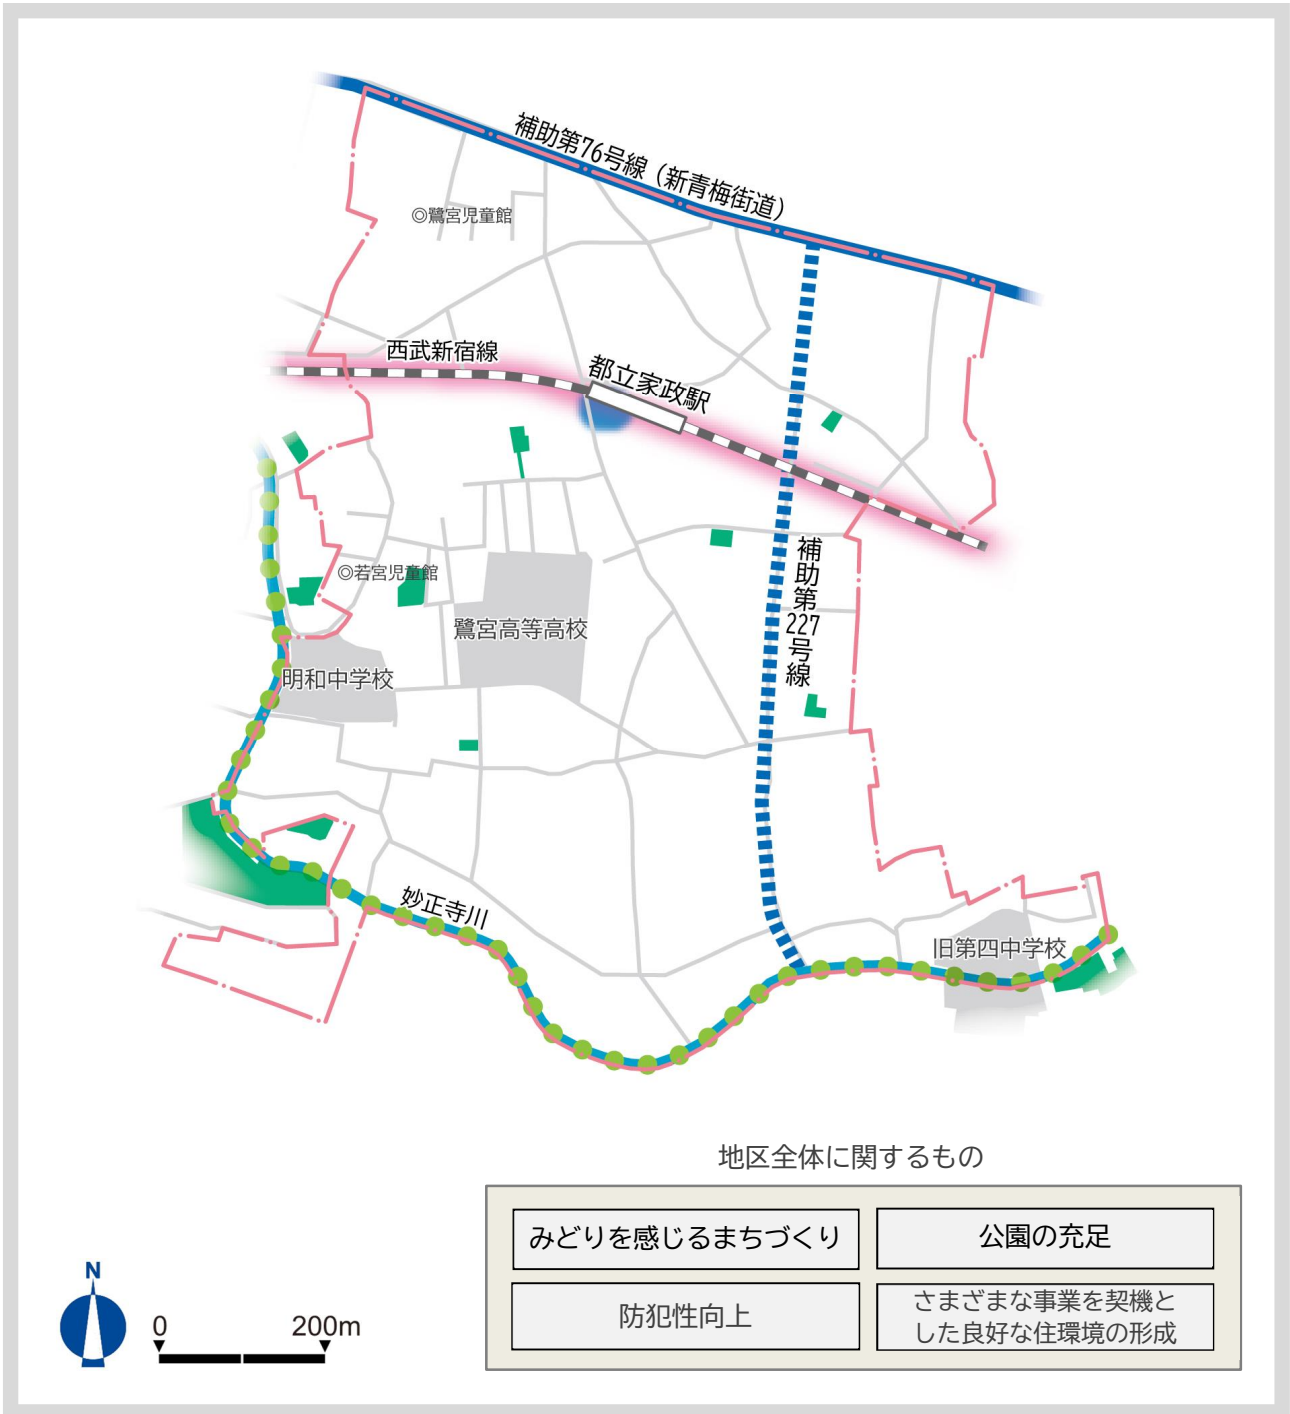 補助第76号線（新青梅街道）
◎鷺宮児童館
西武新宿線
都立家政駅
補助第227号線
◎若宮児童館
鷺宮高等高校
明和中学校
妙正寺川
旧第四中学校
地区全体に関するもの
みどりを感じるまちづくり
公園の充足
防犯性向上
さまざまな事業を契機と
した良好な住環境の形成
N
0 200m